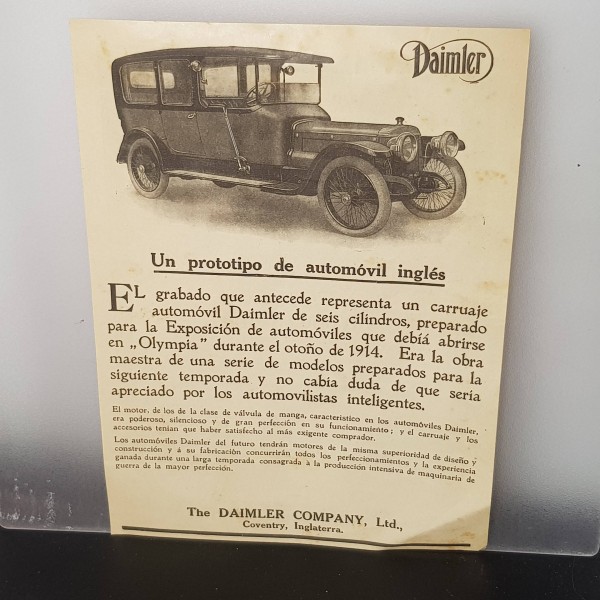 Daimler
Un prototipo de automóvil inglés
EL grabado que antecede representa un carruaje
automóvil Daimler de seis cilindros, preparado
para la Exposición de automóviles que debiá abrirse
en „Olympia" durante el otoño de 1914. Era la obra
maestra de una serie de modelos preparados para la
siguiente temporada y no cabía duda de que sería
apreciado por los automovilistas inteligentes.
El motor, de los de la clase de válvula de manga, característico en los automóviles Daimler,
era poderoso, silencioso y de gran perfección en su funcionamiento; y el carruaje y los
accesorios tenían que haber satisfecho al más exigente comprador.
Los automóviles Daimler del futuro tendrán motores de la misma superioridad de diseño y
construcción y á su fabricación concurrirán todos los perfeccionamientos y la experiencia
ganada durante una larga temporada consagrada à la producción intensiva de maquinaria de
guerra de la mayor perfección.
The DAIMLER COMPANY, Ltd.,
Coventry, Inglaterra.